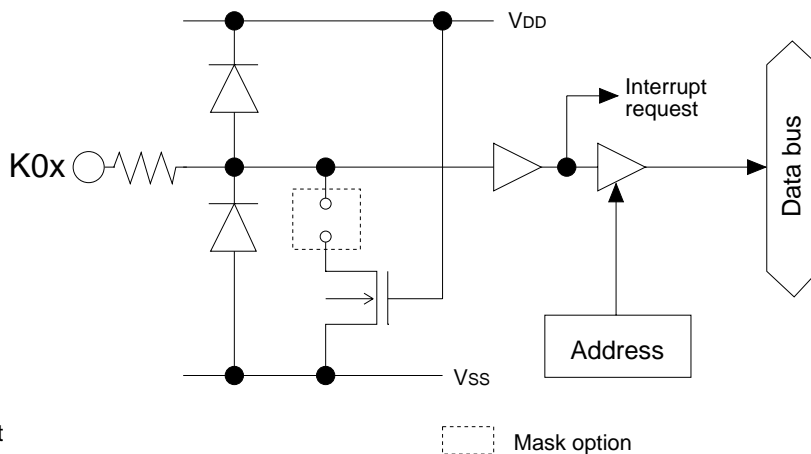 VDD
Interrupt
request
K0x
Data bus
Address
VSS
t
Mask option